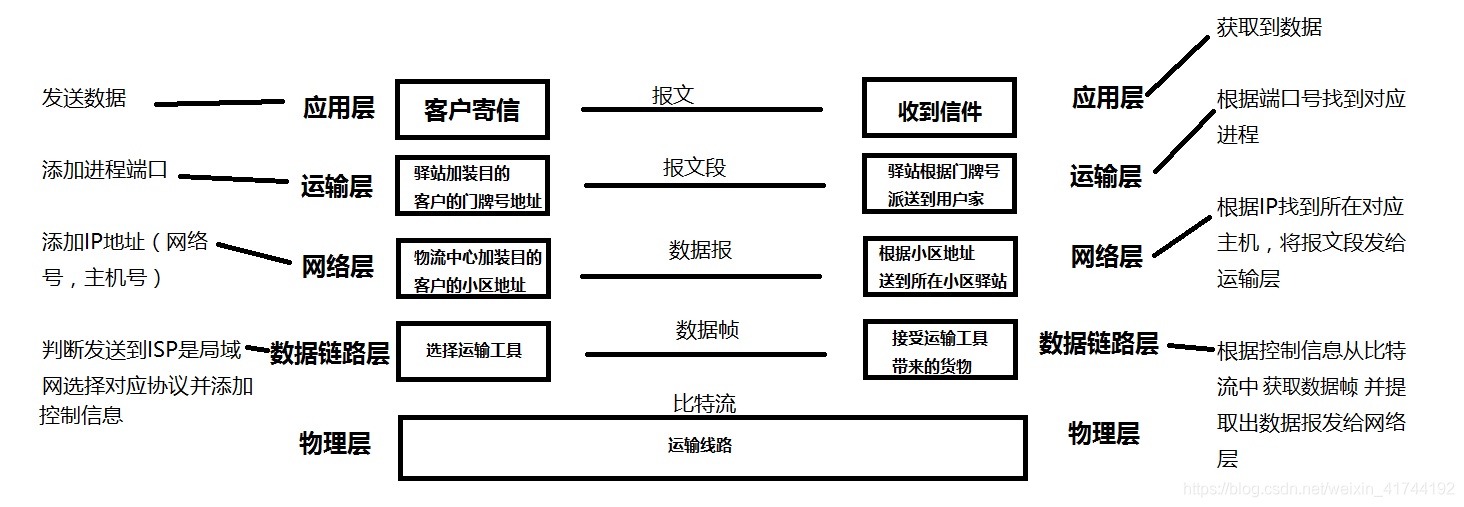 获取到数据
发送数据
应用层
客户寄信
报文
收到信件
应用层
根据端口号找到对应
进程
添加进程端口
运输层
驿站加装目的
客户的门牌号地址
报文段
驿站根据门牌号
派送到用户家
运输层
添加IP地址（网络
号，主机号）
网络层
物流中心加装目的
客户的小区地址
数据报
根据小区地址
送到所在小区驿站
网络层
根据IP找到所在对应
主机，将报文段发给
运输层
判断发送到ISP是局域
网选择对应协议并添加
控制信息
数据链路层
选择运输工具
数据帧
接受运输工具
带来的货物
数据链路层
根据控制信息从比特
流中 获取数据帧 并提
取出数据报发给网络
层
比特流
物理层
运输线路
物理层
https://blog.csdn.net/weixin_41744192